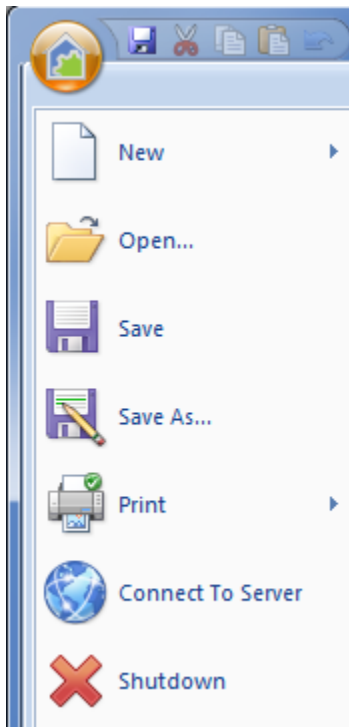 New
Open...
Save
Save As...
Print
Connect To Server
Shutdown